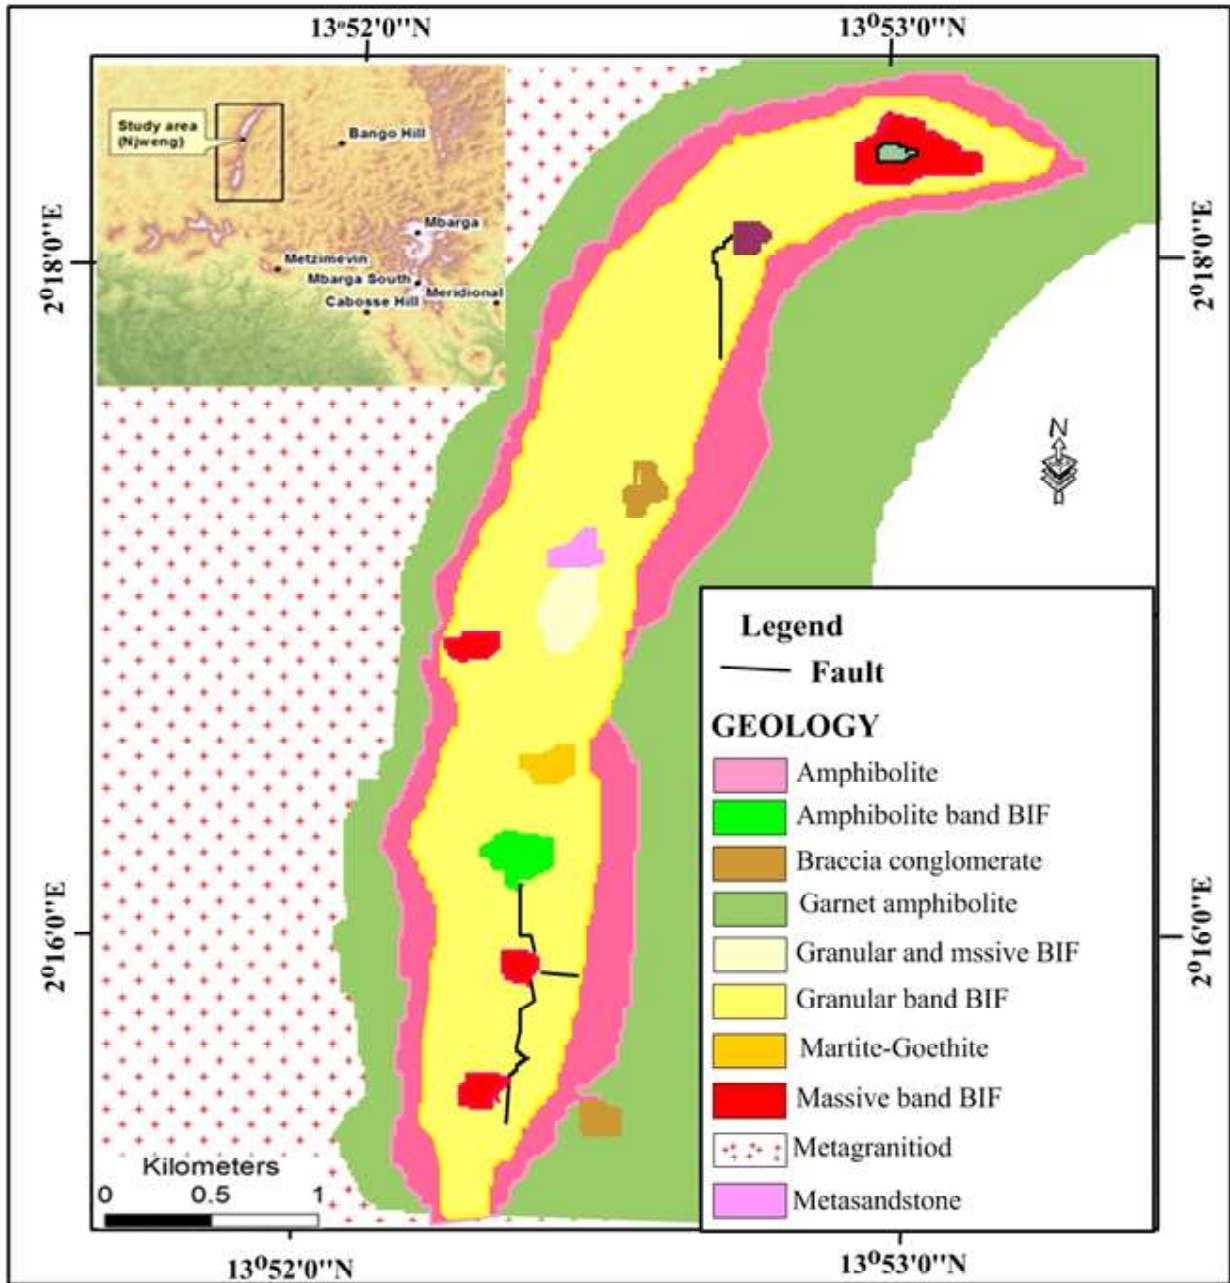 13°52'0"N
13°53'0"N
Study area
(Njweng)
Bango Hill
Mbarga
Metzimevin
Mbarga South
Meridional
Cabosse Hill
2°18'0"E
2°18'0"E
N
Legend
Fault
GEOLOGY
Amphibolite
Amphibolite band BIF
Braccia conglomerate
Garnet amphibolite
Granular and mssive BIF
Granular band BIF
Martite-Goethite
Massive band BIF
Metagranitiod
Metasandstone
2°16'0"E
2°16'0"E
Kilometers
0 0.5 1
13°52'0"N
13°53'0"N